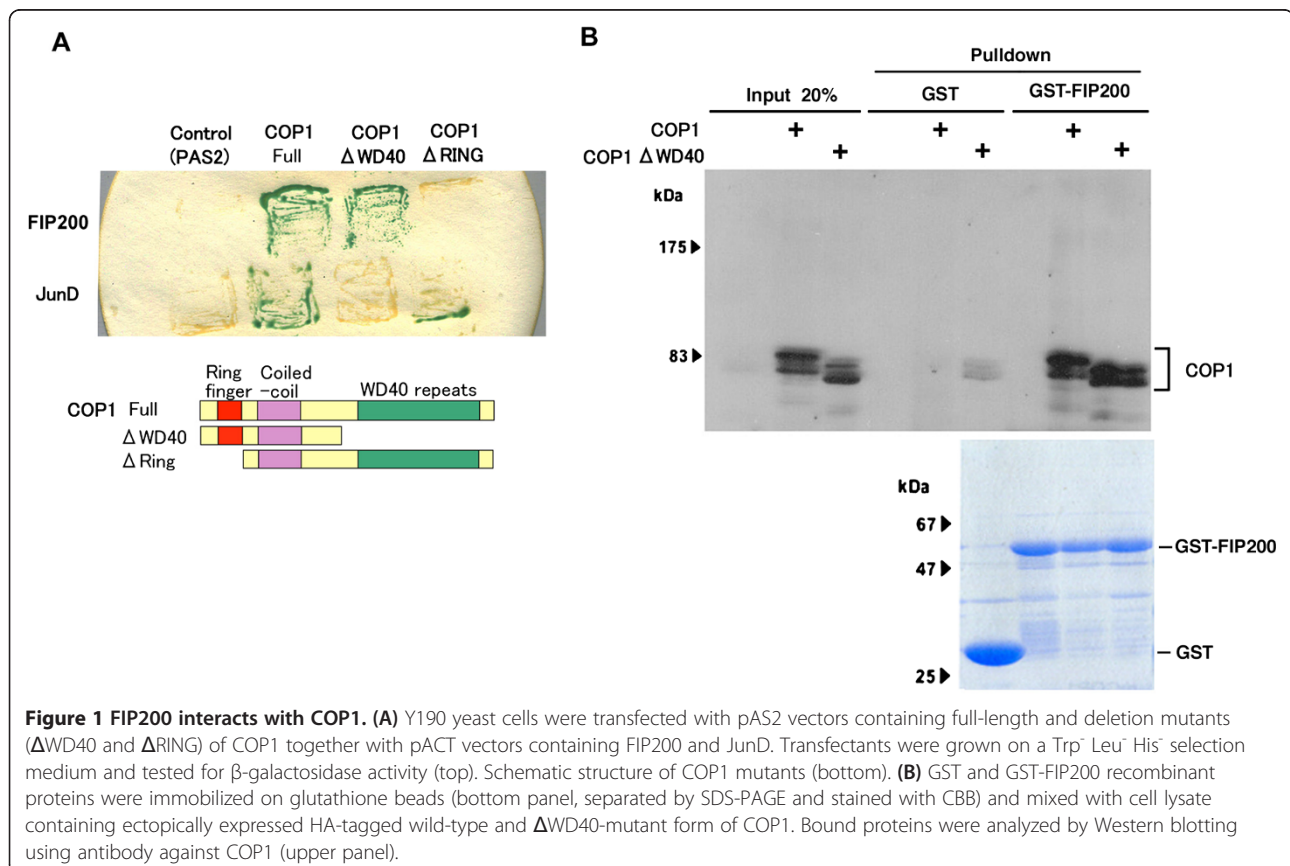 A
Control (PAS2)
COP1 Full
COP1 ΔWD40
COP1 ΔRING
FIP200
JunD
Ring finger
Coiled -coil
WD40 repeats
COP1 Full
ΔWD40
ΔRing
B
Pulldown
Input 20% GST GST-FIP200
COP1 + + +
COP1 ΔWD40 + + +
kDa
175
83
COP1
kDa
67
47
25
GST-FIP200
GST
Figure 1 FIP200 interacts with COP1. (A) Y190 yeast cells were transfected with pAS2 vectors containing full-length and deletion mutants
(ΔWD40 and ΔRING) of COP1 together with pACT vectors containing FIP200 and JunD. Transfectants were grown on a Trp⁻ Leu⁻ His⁻ selection
medium and tested for β-galactosidase activity (top). Schematic structure of COP1 mutants (bottom). (B) GST and GST-FIP200 recombinant
proteins were immobilized on glutathione beads (bottom panel, separated by SDS-PAGE and stained with CBB) and mixed with cell lysate
containing ectopically expressed HA-tagged wild-type and ΔWD40-mutant form of COP1. Bound proteins were analyzed by Western blotting
using antibody against COP1 (upper panel).